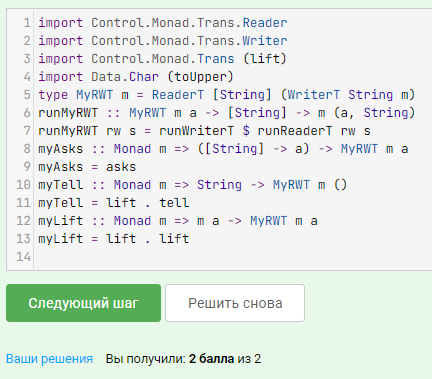 1 import Control.Monad.Trans.Reader
2 import Control.Monad.Trans.Writer
3 import Control.Monad.Trans (lift)
4 import Data.Char (toUpper)
5 type MyRWT m = ReaderT [String] (WriterT String m)
6 runMyRWT :: MyRWT m a -> [String] -> m (a, String)
7 runMyRWT rw s = runWriterT $ runReaderT rw s
8 myAsks :: Monad m => ([String] -> a) -> MyRWT m a
9 myAsks = asks
10 myTell :: Monad m => String -> MyRWT m ()
11 myTell = lift . tell
12 myLift :: Monad m => m a -> MyRWT m a
13 myLift = lift . lift
14
Следующий шаг Решить снова
Ваши решения Вы получили: 2 балла из 2